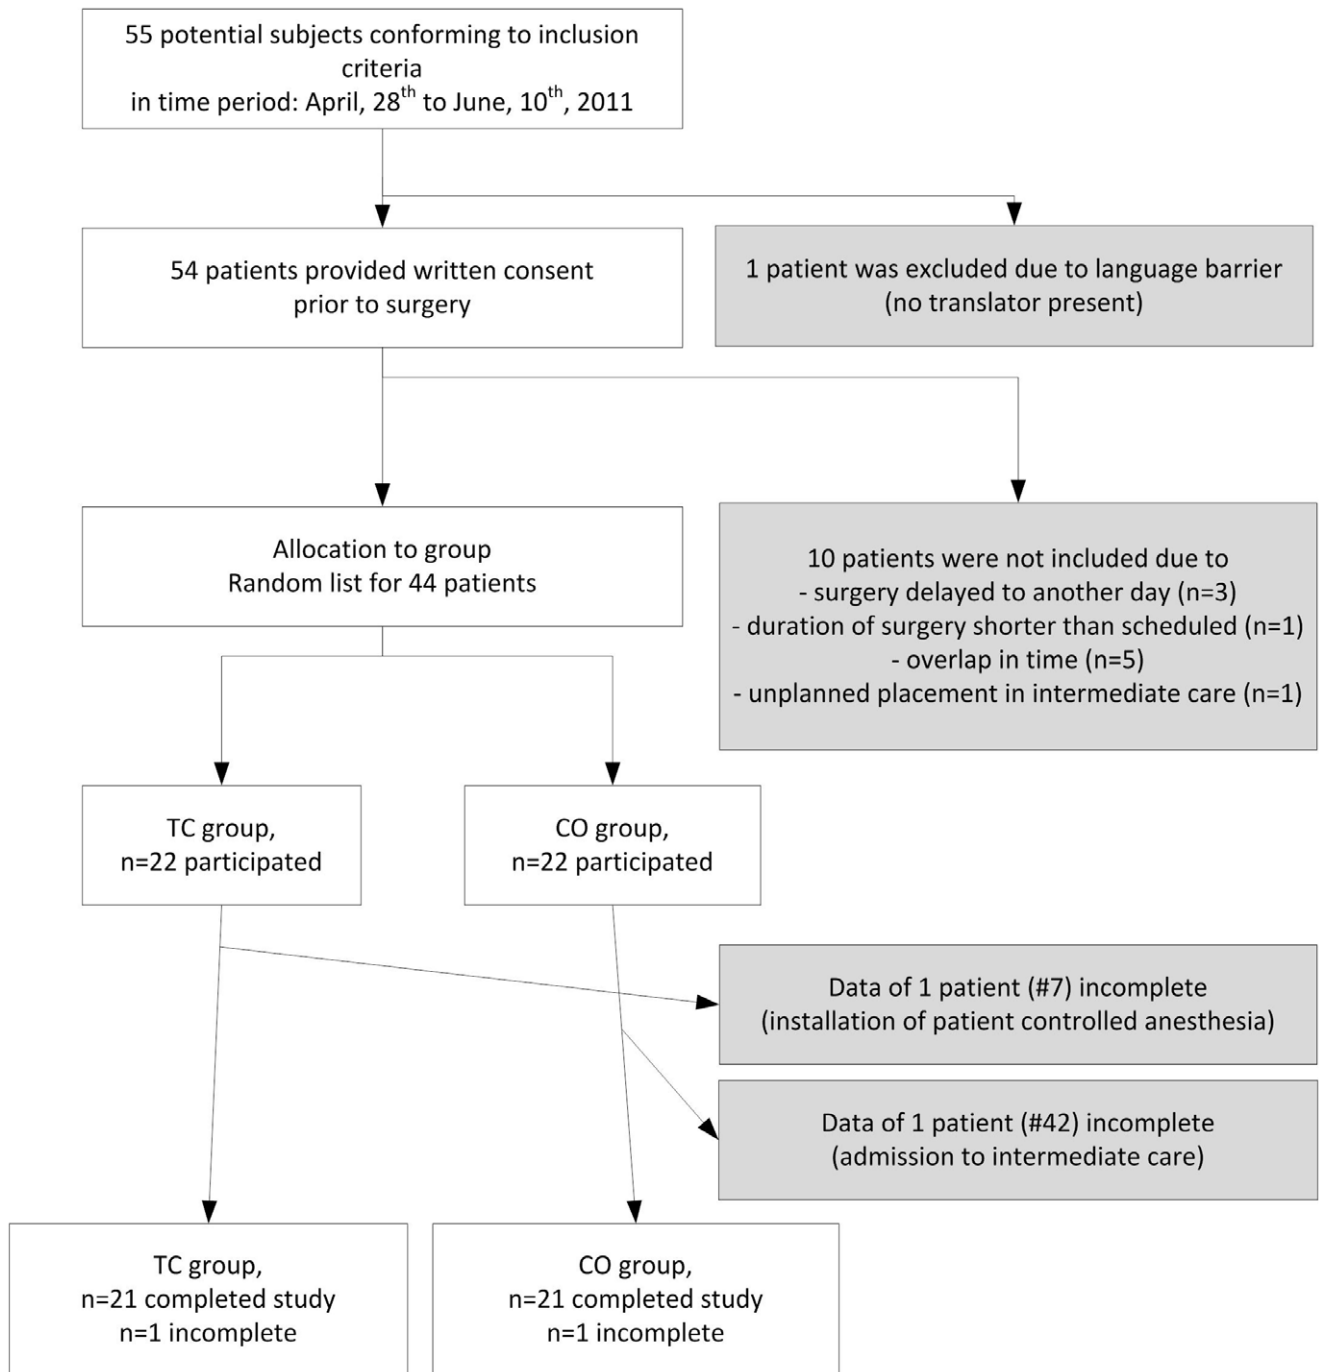 55 potential subjects conforming to inclusion
criteria
in time period: April, 28th to June, 10th, 2011
54 patients provided written consent
prior to surgery
1 patient was excluded due to language barrier
(no translator present)
Allocation to group
Random list for 44 patients
10 patients were not included due to
- surgery delayed to another day (n=3)
- duration of surgery shorter than scheduled (n=1)
- overlap in time (n=5)
- unplanned placement in intermediate care (n=1)
TC group,
n=22 participated
CO group,
n=22 participated
Data of 1 patient (#7) incomplete
(installation of patient controlled anesthesia)
Data of 1 patient (#42) incomplete
(admission to intermediate care)
TC group,
n=21 completed study
n=1 incomplete
CO group,
n=21 completed study
n=1 incomplete